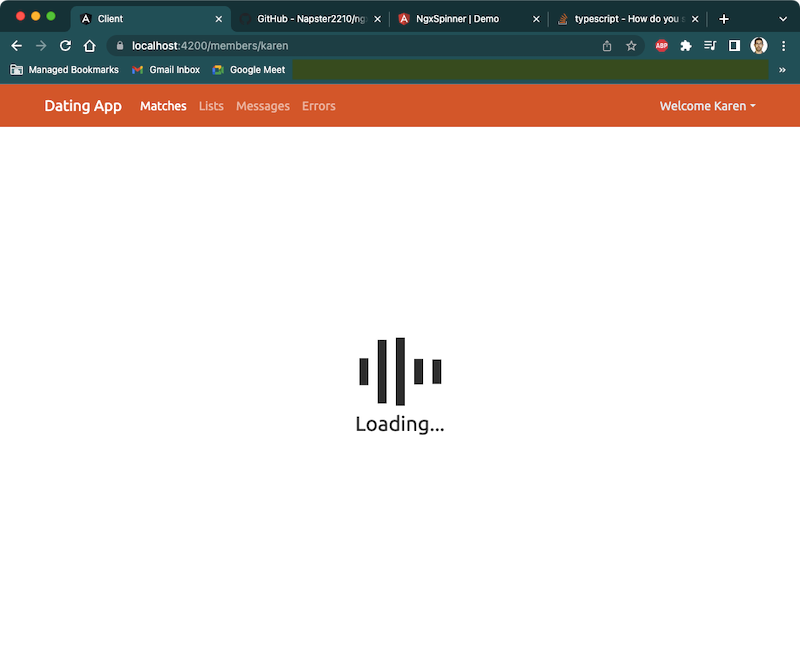 Client
GitHub - Napster2210/ng
NgxSpinner | Demo
typescript - How do you
localhost:4200/members/karen
ABP
Managed Bookmarks
Gmail Inbox
Google Meet
»
Dating App
Matches
Lists
Messages
Errors
Welcome Karen
Loading...